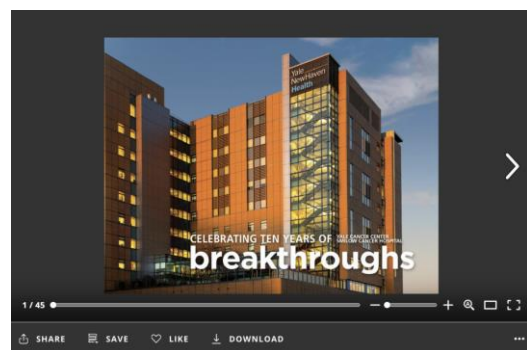 Yale
NewHaven
Health
CELEBRATING TEN YEARS OF
YALE CANCER CENTER
SMILOW CANCER HOSPITAL
breakthroughs
1 / 45
SHARE
SAVE
LIKE
DOWNLOAD